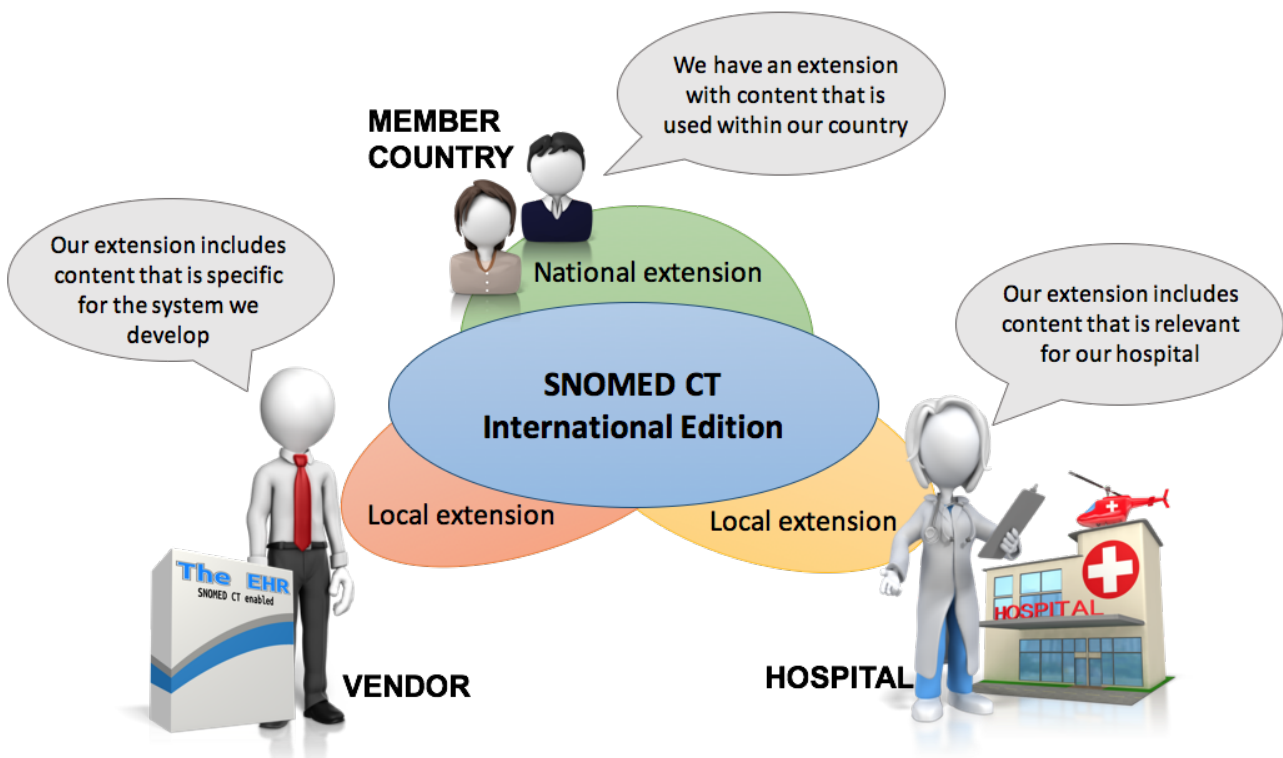 We have an extension
with content that is
used within our country
MEMBER
COUNTRY
Our extension includes
content that is specific
for the system we
develop
National extension
Our extension includes
content that is relevant
for our hospital
SNOMED CT
International Edition
Local extension
Local extension
The EHR
SNOMED CT enabled
HOSPITAL
VENDOR
HOSPITAL